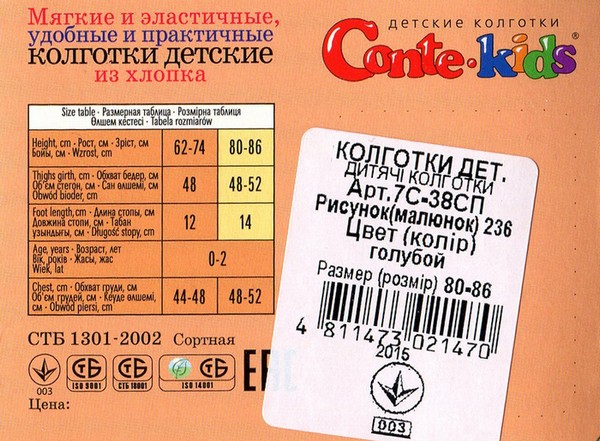 Мягкие и эластичные,
удобные и практичные
КОЛГОТКИ ДЕТСКИЕ
ИЗ ХЛОПКА
детские колготки
Conte-kids®
Size table · Размерная таблица · Розмірна таблиця
Өлшем кестесі · Tabela rozmiarów
Height, cm · Рост, см · Зріст, см · Бойы, см · Wzrost, cm
62-74 80-86
Thighs girth, cm · Обхват бедер, см
Об'єм стегон, см · Сан өлшемі, см
Obwód bioder, cm
48 48-52
Foot length, cm · Длина стопы, см
Довжина стопи, см · Табан
ұзындығы, см · Długość stopy, cm
12 14
Age, years · Возраст, лет
Вік, років · Жасы, жас
Wiek, lat
0-2
Chest, cm · Обхват груди, см
Об'єм грудей, см · Кеуде өлшемі,
см · Obwód piersi, cm
44-48 48-52
СТБ 1301-2002 Сортная
003
СТБ
ISO 9001
СТБ
СТБ
ISO 14001
Цена:
КОЛГОТКИ ДЕТ.
ДИТЯЧІ КОЛГОТКИ
Арт.7С-38СП
Рисунок(малюнок) 236
Цвет (колір)
голубой
Размер (розмір) 80-86
4 811473 021470
2015
003